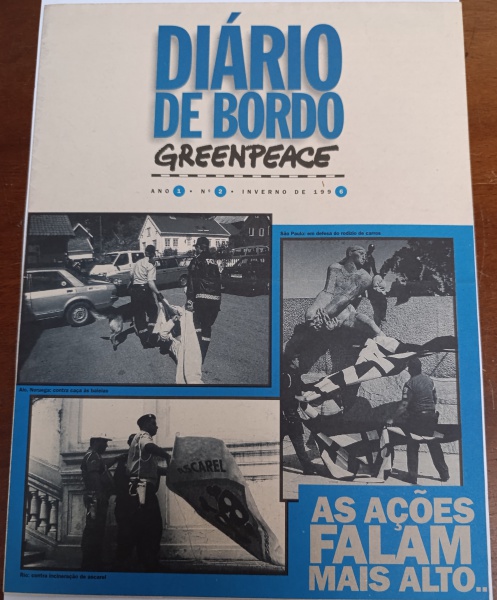 DIÁRIO
DE BORDO
GREENPEACE
ANO 1 • Nº 2 • INVERNO DE 1996
São Paulo: em defesa do rodízio de carros
Noruega: contra caça às baleias
ASCAREL
Rio: contra incineração de ascarel
AS AÇÕES
FALAM
MAIS ALTO..